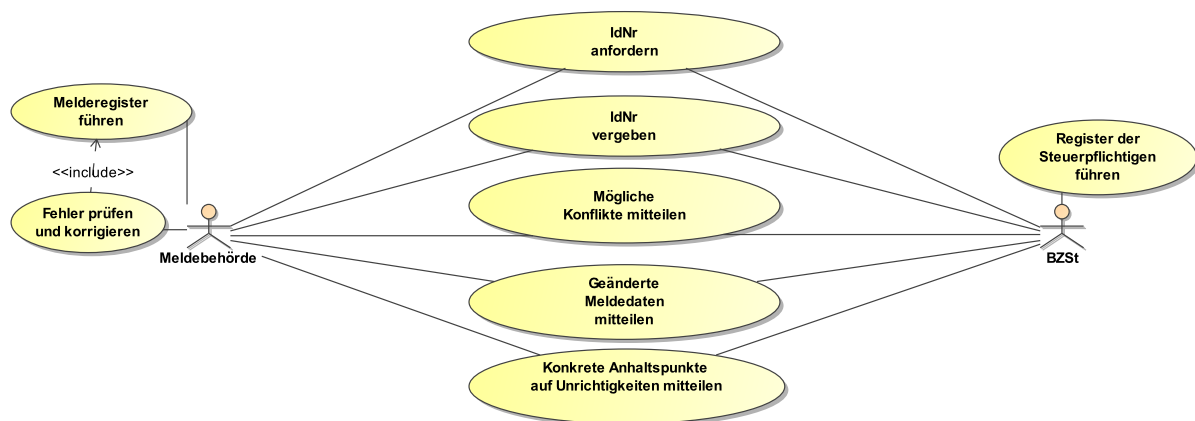 IdNr
anfordern
Melderegister
führen
IdNr
vergeben
Register der
Steuerpflichtigen
führen
<<include>>
Mögliche
Konflikte mitteilen
Fehler prüfen
und korrigieren
Meldebehörde
BZSt
Geänderte
Meldedaten
mitteilen
Konkrete Anhaltspunkte
auf Unrichtigkeiten mitteilen